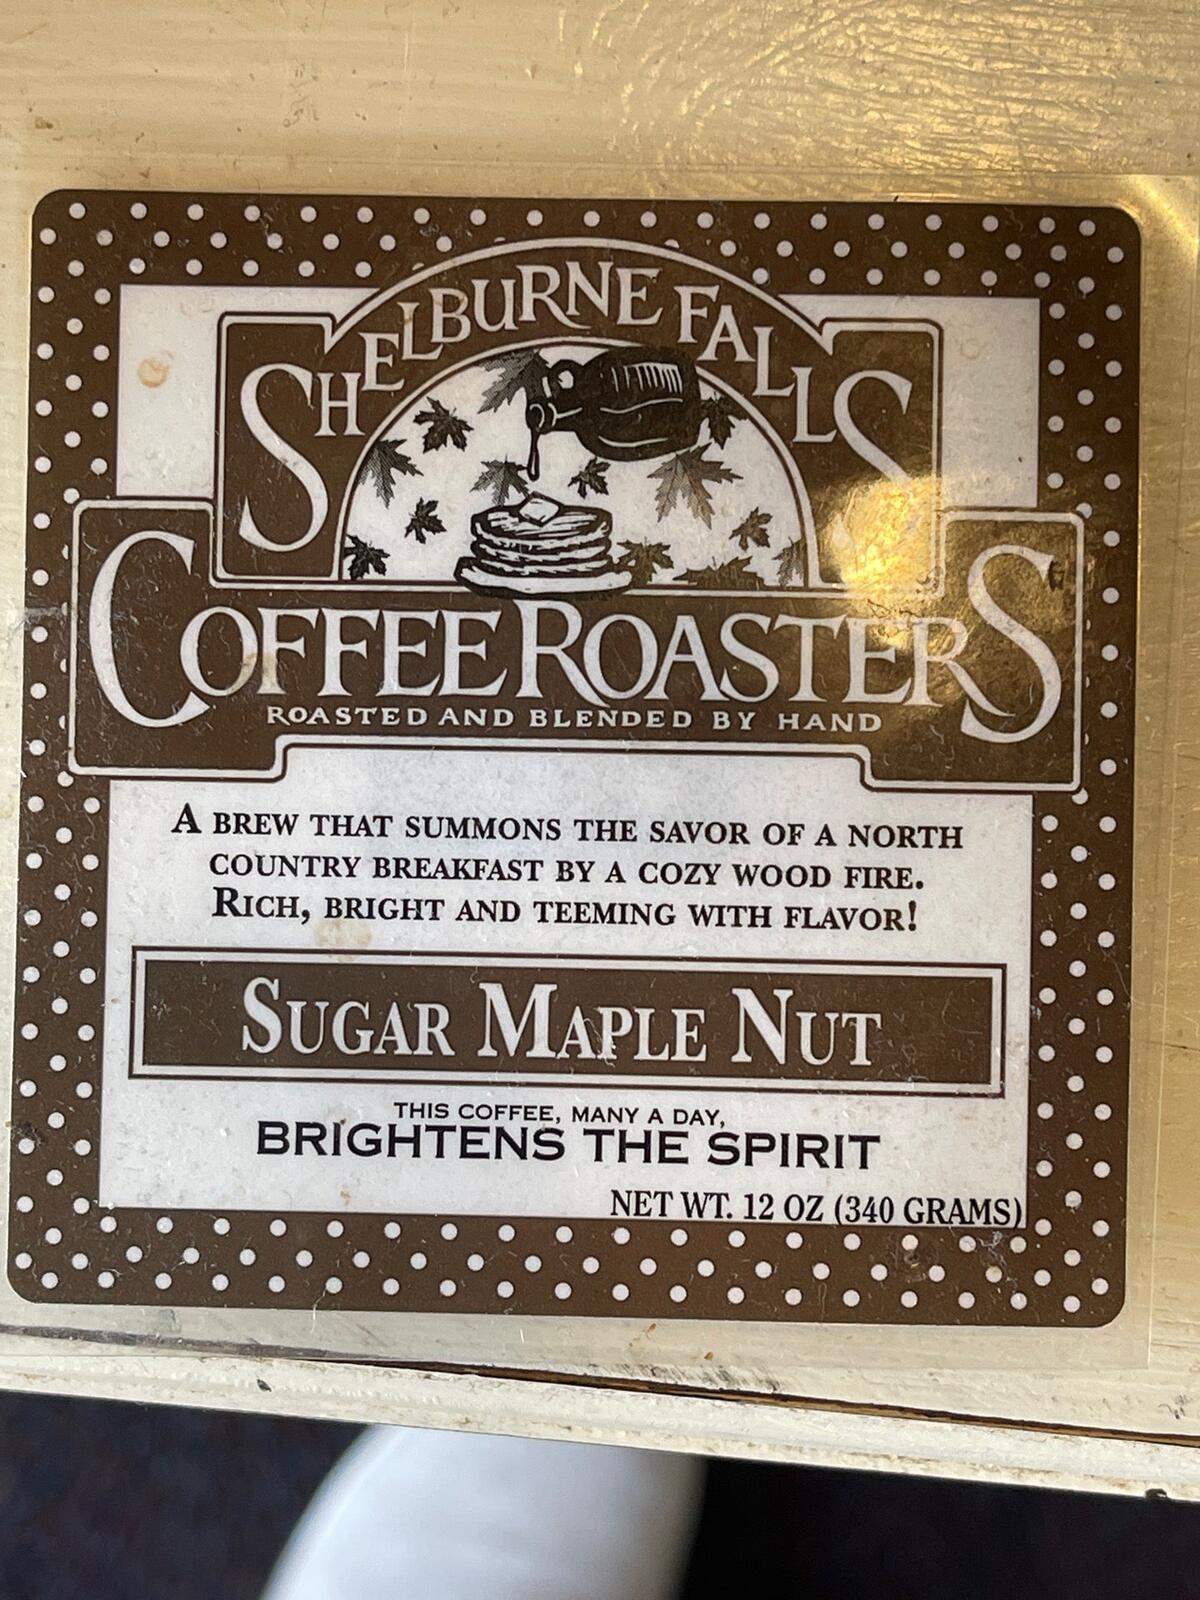 SHELBURNE FALLS
COFFEE ROASTERS
ROASTED AND BLENDED BY HAND
A BREW THAT SUMMONS THE SAVOR OF A NORTH
COUNTRY BREAKFAST BY A COZY WOOD FIRE.
RICH, BRIGHT AND TEEMING WITH FLAVOR!
SUGAR MAPLE NUT
THIS COFFEE, MANY A DAY,
BRIGHTENS THE SPIRIT
NET WT. 12 OZ (340 GRAMS)